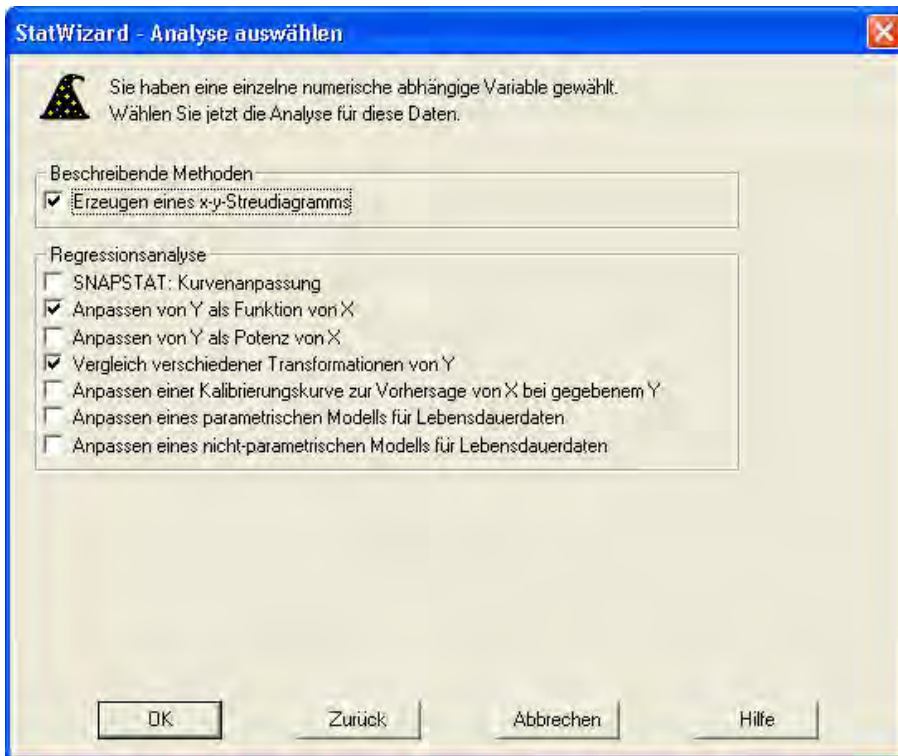 StatWizard - Analyse auswählen
Sie haben eine einzelne numerische abhängige Variable gewählt.
Wählen Sie jetzt die Analyse für diese Daten.
Beschreibende Methoden
Erzeugen eines x-y-Streudiagramms
Regressionsanalyse
SNAPSTAT: Kurvenanpassung
Anpassen von Y als Funktion von X
Anpassen von Y als Potenz von X
Vergleich verschiedener Transformationen von Y
Anpassen einer Kalibrierungskurve zur Vorhersage von X bei gegebenem Y
Anpassen eines parametrischen Modells für Lebensdauerdaten
Anpassen eines nicht-parametrischen Modells für Lebensdauerdaten
OK Zurück Abbrechen Hilfe